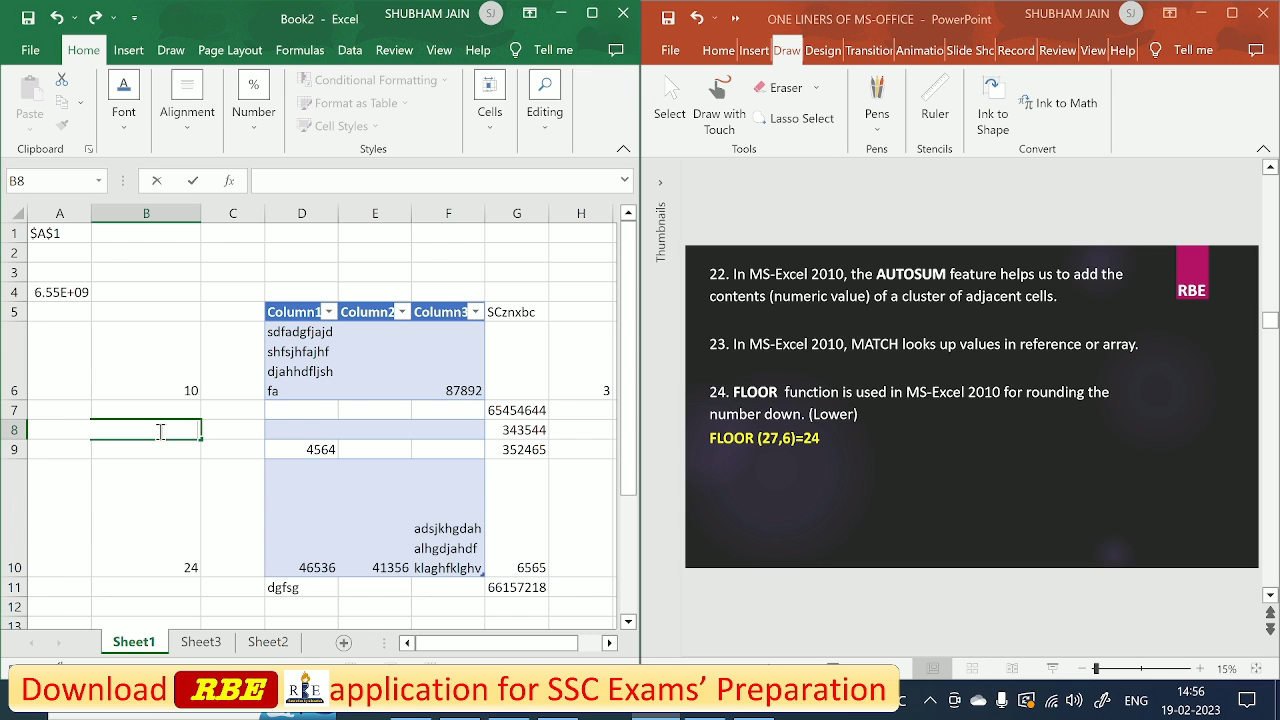 Book2 - Excel
SHUBHAM JAIN
SJ
File
Home
Insert
Draw
Page Layout
Formulas
Data
Review
View
Help
Tell me
Paste
Font
Alignment
Number
Conditional Formatting
Format as Table
Cell Styles
Cells
Editing
Clipboard
Styles
B8
fx
A B C D E F G H
1 $A$1
2
3
4 6.55E+09
5 Column1 Column2 Column3 SCznxbc
sdfadgfjajd
shfsjhfajhf
djahhdfljsh
6 10 fa 87892 3
7 65454644
8 343544
9 4564 352465
adsjkhgdah
alhgdjahdf
10 24 46536 41356 klaghfklghv 6565
11 dgfsg 66157218
12
13
Sheet1 Sheet3 Sheet2
ONE LINERS OF MS-OFFICE - PowerPoint
SHUBHAM JAIN
SJ
File
Home
Insert
Draw
Design
Transition
Animatio
Slide Shc
Record
Review
View
Help
Tell me
Select
Draw with
Touch
Eraser
Lasso Select
Pens
Ruler
Ink to
Shape
Ink to Math
Tools
Pens
Stencils
Convert
Thumbnails
RBE
22. In MS-Excel 2010, the AUTOSUM feature helps us to add the
contents (numeric value) of a cluster of adjacent cells.
23. In MS-Excel 2010, MATCH looks up values in reference or array.
24. FLOOR function is used in MS-Excel 2010 for rounding the
number down. (Lower)
FLOOR (27,6)=24
15%
Download RBE RBE application for SSC Exams' Preparation
ENG
14:56
19-02-2023